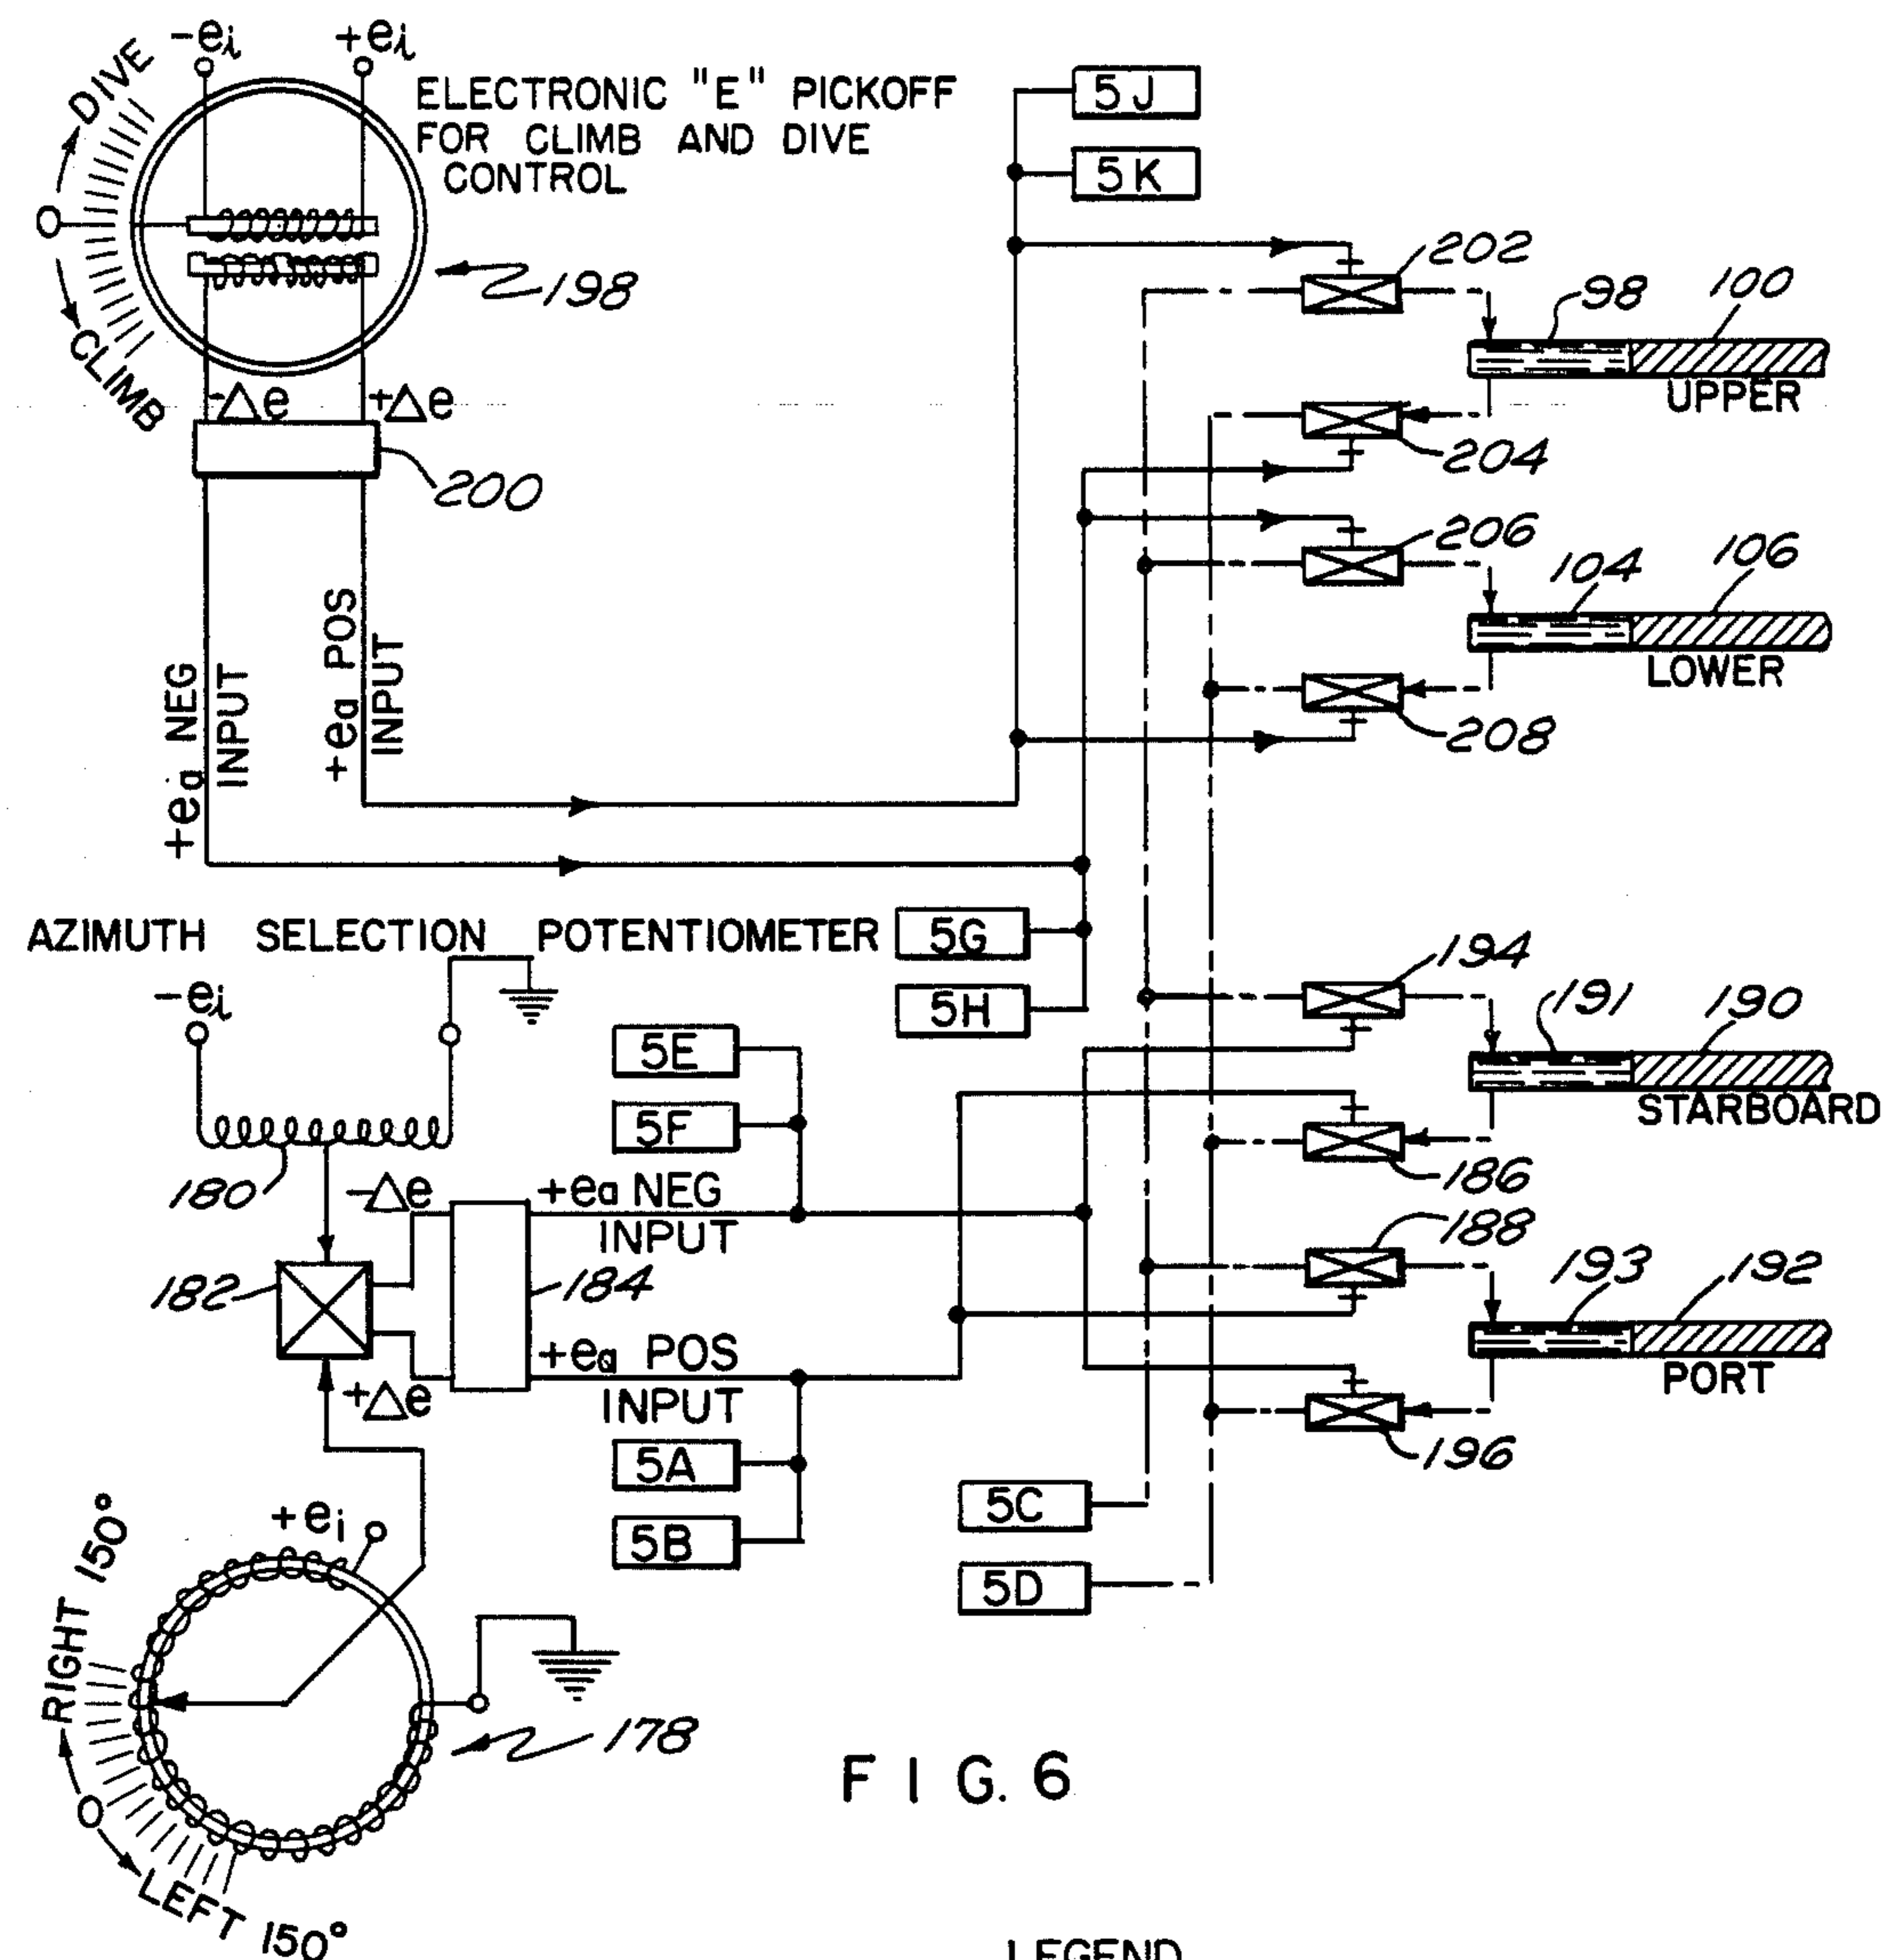 -ei
+ei
DIVE
O
CLIMB
ELECTRONIC "E" PICKOFF
FOR CLIMB AND DIVE
CONTROL
198
-Δe
+Δe
200
+ea NEG
INPUT
+ea POS
INPUT
5J
5K
202
98
100
UPPER
204
206
104
106
LOWER
208
AZIMUTH SELECTION POTENTIOMETER
-ei
180
5G
5H
5E
5F
194
191
190
STARBOARD
186
-Δe
+ea NEG
INPUT
182
184
188
193
192
PORT
+Δe
+ea POS
INPUT
196
5A
5B
5C
5D
+ei
RIGHT 150°
O
LEFT 150°
178
FIG. 6
LEGEND